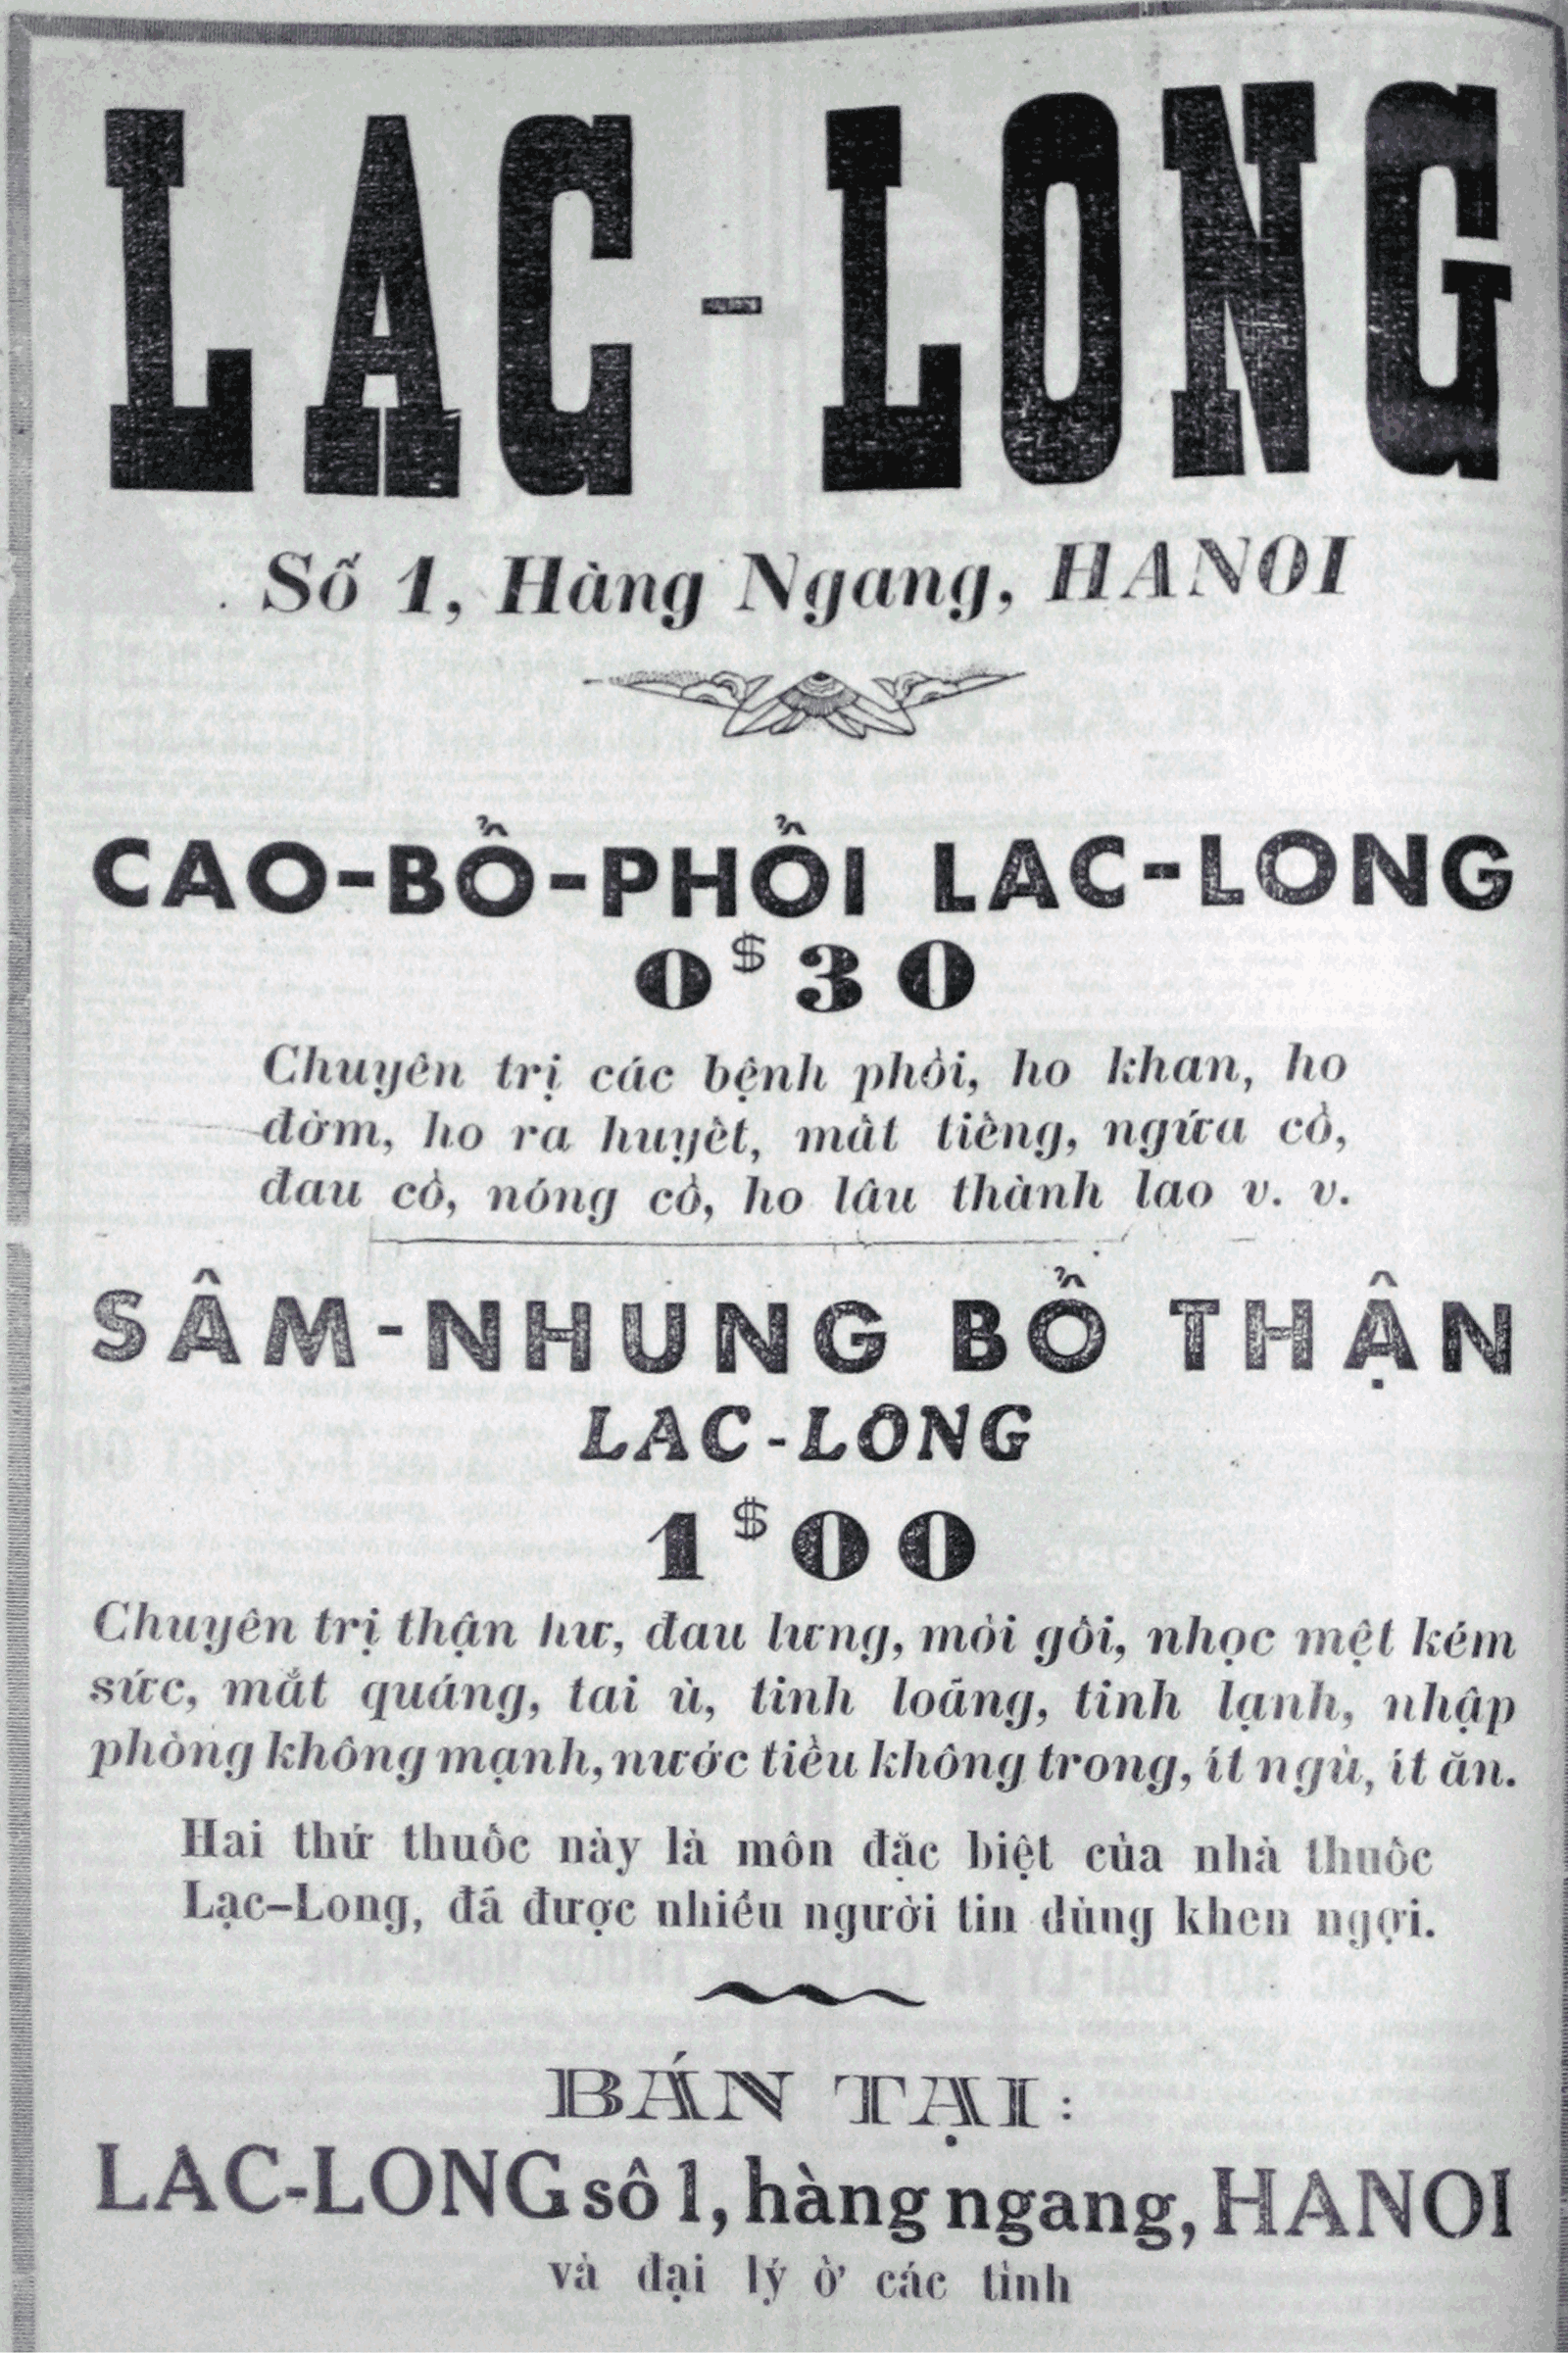 LAC-LONG
Số 1, Hàng Ngang, HANOI
CAO-BỔ-PHỔI LAC-LONG
0$30
Chuyên trị các bệnh phổi, ho khan, ho
đờm, ho ra huyết, mất tiếng, ngứa cổ,
đau cổ, nóng cổ, ho lâu thành lao v. v.
SÂM-NHUNG BỔ THẬN
LAC-LONG
1$00
Chuyên trị thận hư, đau lưng, mỏi gối, nhọc mệt kém
sức, mắt quáng, tai ù, tinh loãng, tinh lạnh, nhập
phòng không mạnh, nước tiểu không trong, ít ngủ, ít ăn.
Hai thứ thuốc này là môn đặc biệt của nhà thuốc
Lạc-Long, đã được nhiều người tin dùng khen ngợi.
BÁN TẠI:
LAC-LONG số 1, hàng ngang, HANOI
và đại lý ở các tỉnh